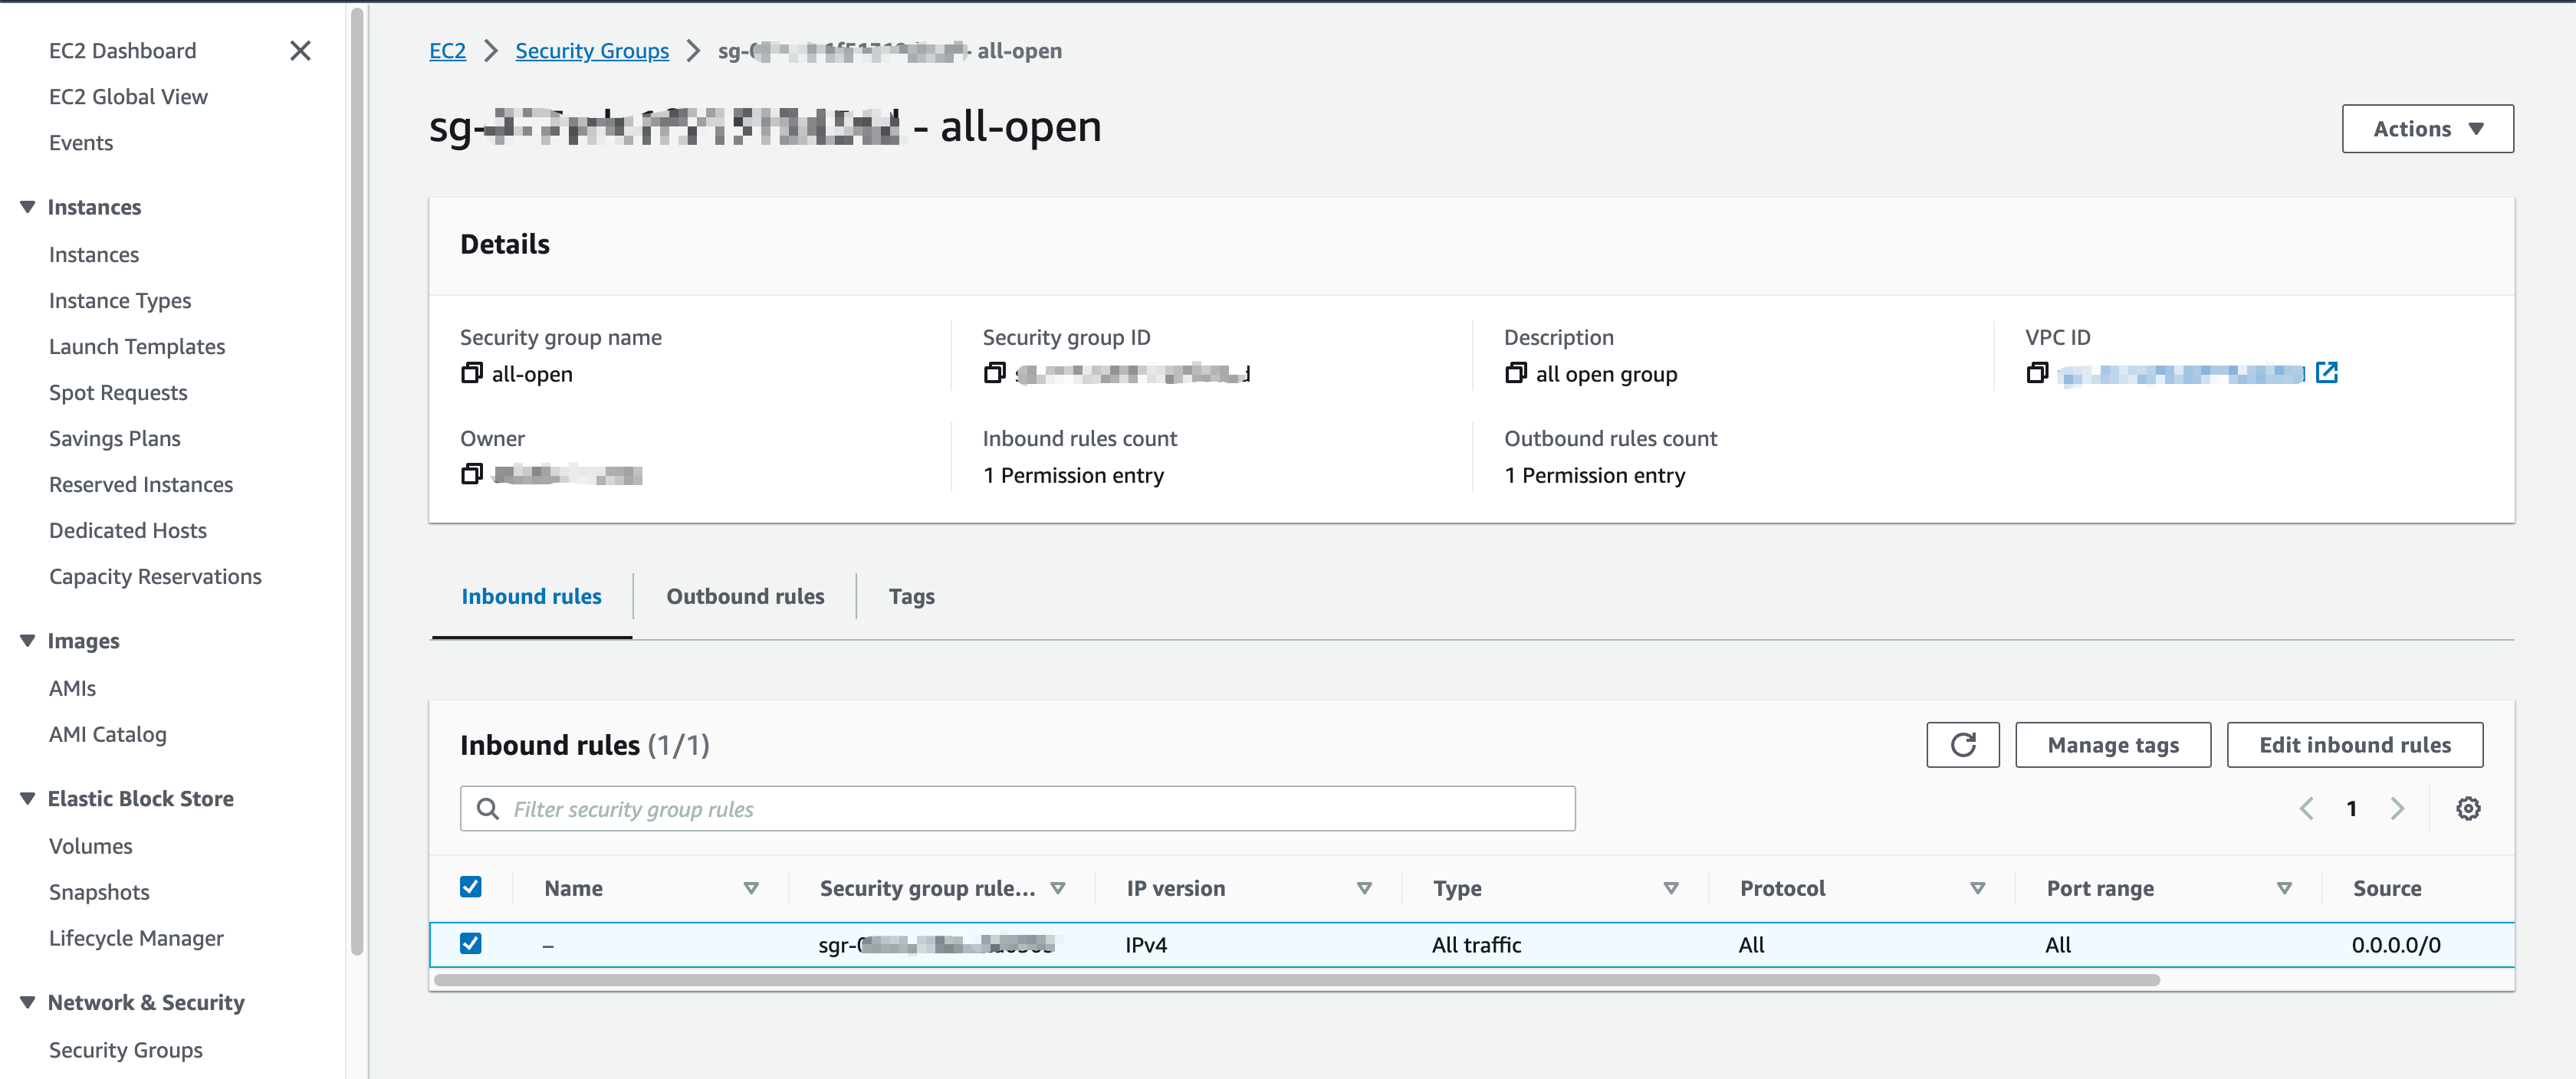 EC2 Dashboard
EC2 Global View
Events
Instances
Instances
Instance Types
Launch Templates
Spot Requests
Savings Plans
Reserved Instances
Dedicated Hosts
Capacity Reservations
Images
AMIs
AMI Catalog
Elastic Block Store
Volumes
Snapshots
Lifecycle Manager
Network & Security
Security Groups
EC2 > Security Groups > sg- - all-open
sg- - all-open
Actions
Details
Security group name
all-open
Security group ID
Description
all open group
VPC ID
Owner
Inbound rules count
1 Permission entry
Outbound rules count
1 Permission entry
Inbound rules Outbound rules Tags
Inbound rules (1/1)
Manage tags
Edit inbound rules
Filter security group rules
1
Name Security group rule... IP version Type Protocol Port range Source
– sgr- IPv4 All traffic All All 0.0.0.0/0